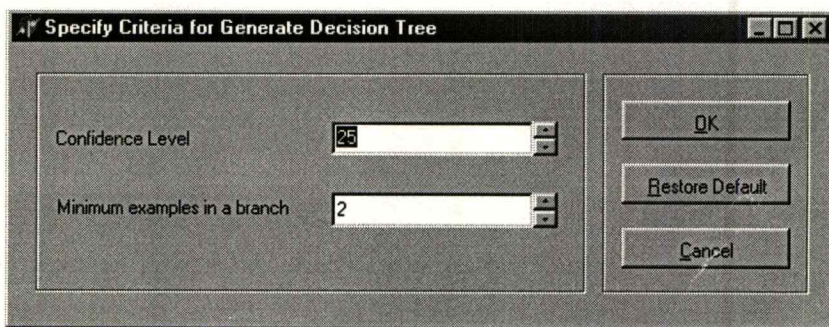 Specify Criteria for Generate Decision Tree
Confidence Level
25
Minimum examples in a branch
2
OK
Restore Default
Cancel